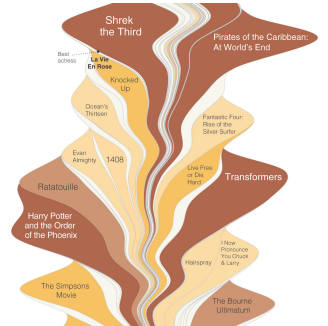 Shrek
the Third
Pirates of the Caribbean:
At World's End
Best
actress
La Vie
En Rose
Knocked
Up
Ocean's
Thirteen
Fantastic Four:
Rise of the
Silver Surfer
Evan
Almighty
1408
Live Free
or Die
Hard
Transformers
Ratatouille
Harry Potter
and the Order
of the Phoenix
I Now
Pronounce
You Chuck
& Larry
Hairspray
The Simpsons
Movie
The Bourne
Ultimatum